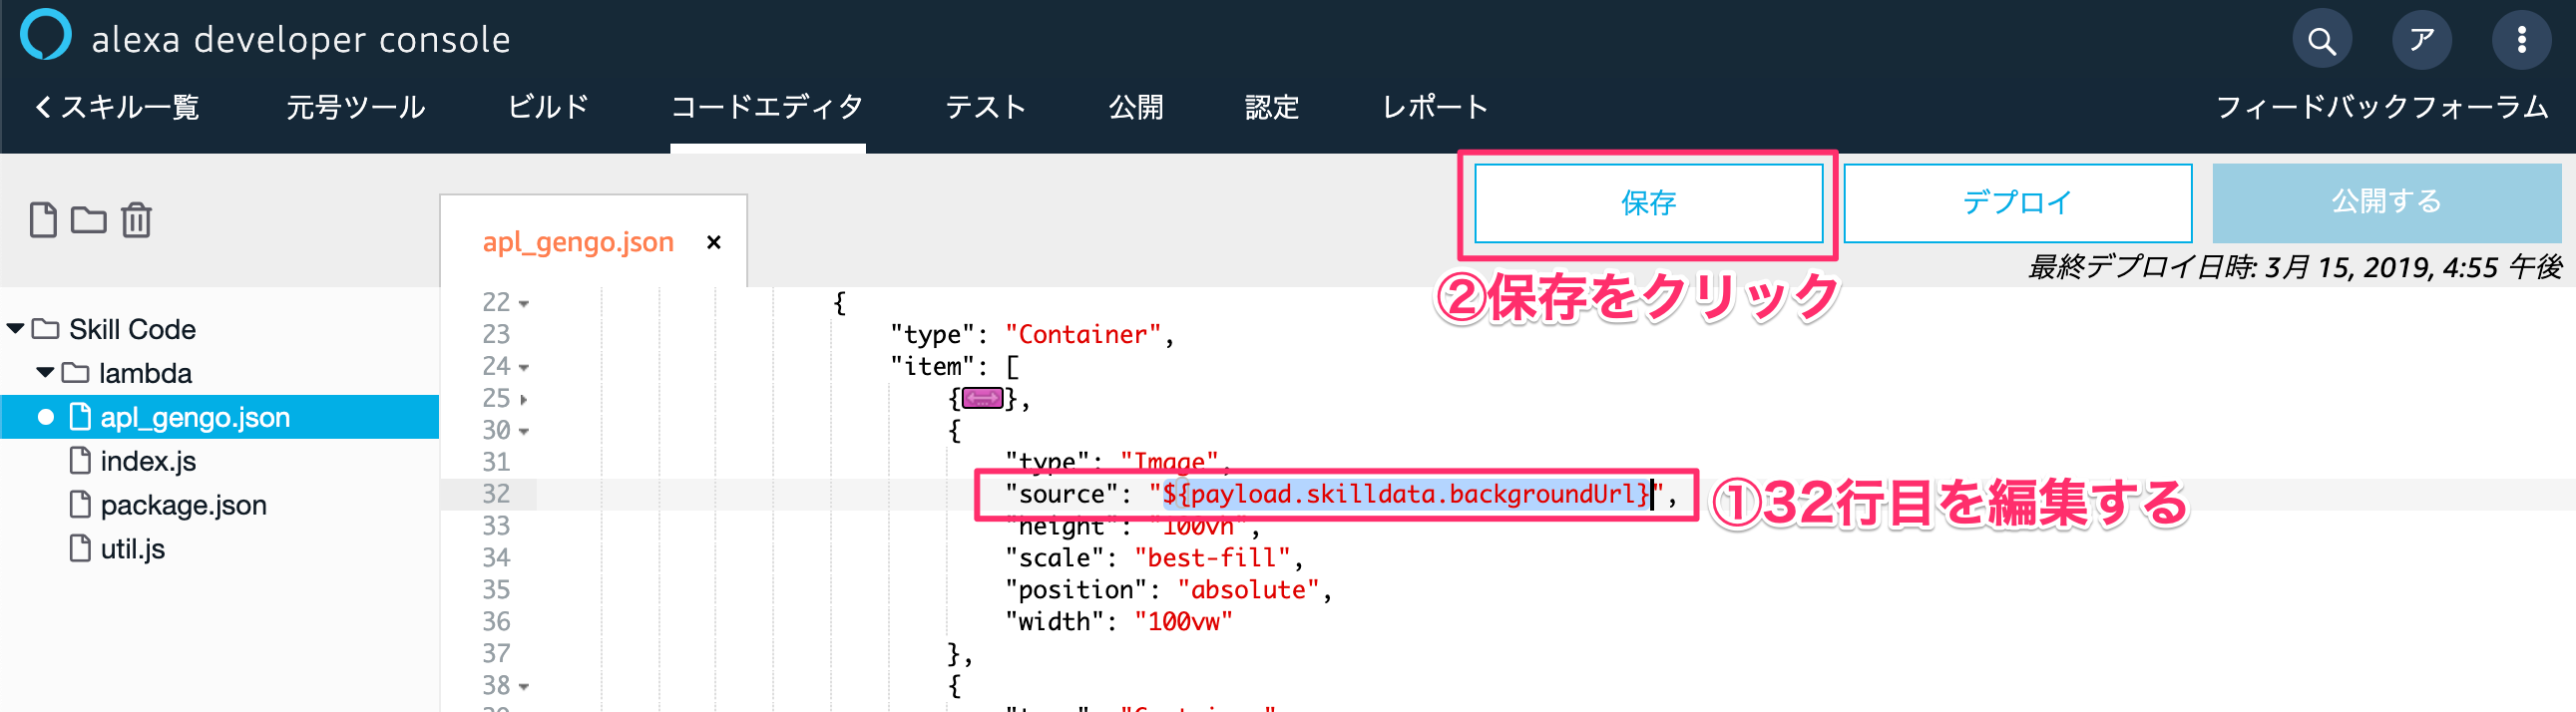 alexa developer console
ア
スキル一覧 元号ツール ビルド コードエディタ テスト 公開 認定 レポート フィードバックフォーラム
保存 デプロイ 公開する
apl_gengo.json ×
最終デプロイ日時: 3月 15, 2019, 4:55 午後
②保存をクリック
Skill Code
lambda
apl_gengo.json
index.js
package.json
util.js
22 {
23 "type": "Container",
24 "item": [
25 {...},
30 {
31 "type": "Image",
32 "source": "${payload.skilldata.backgroundUrl}",
①32行目を編集する
33 "height": "100vh",
34 "scale": "best-fill",
35 "position": "absolute",
36 "width": "100vw"
37 },
38 {